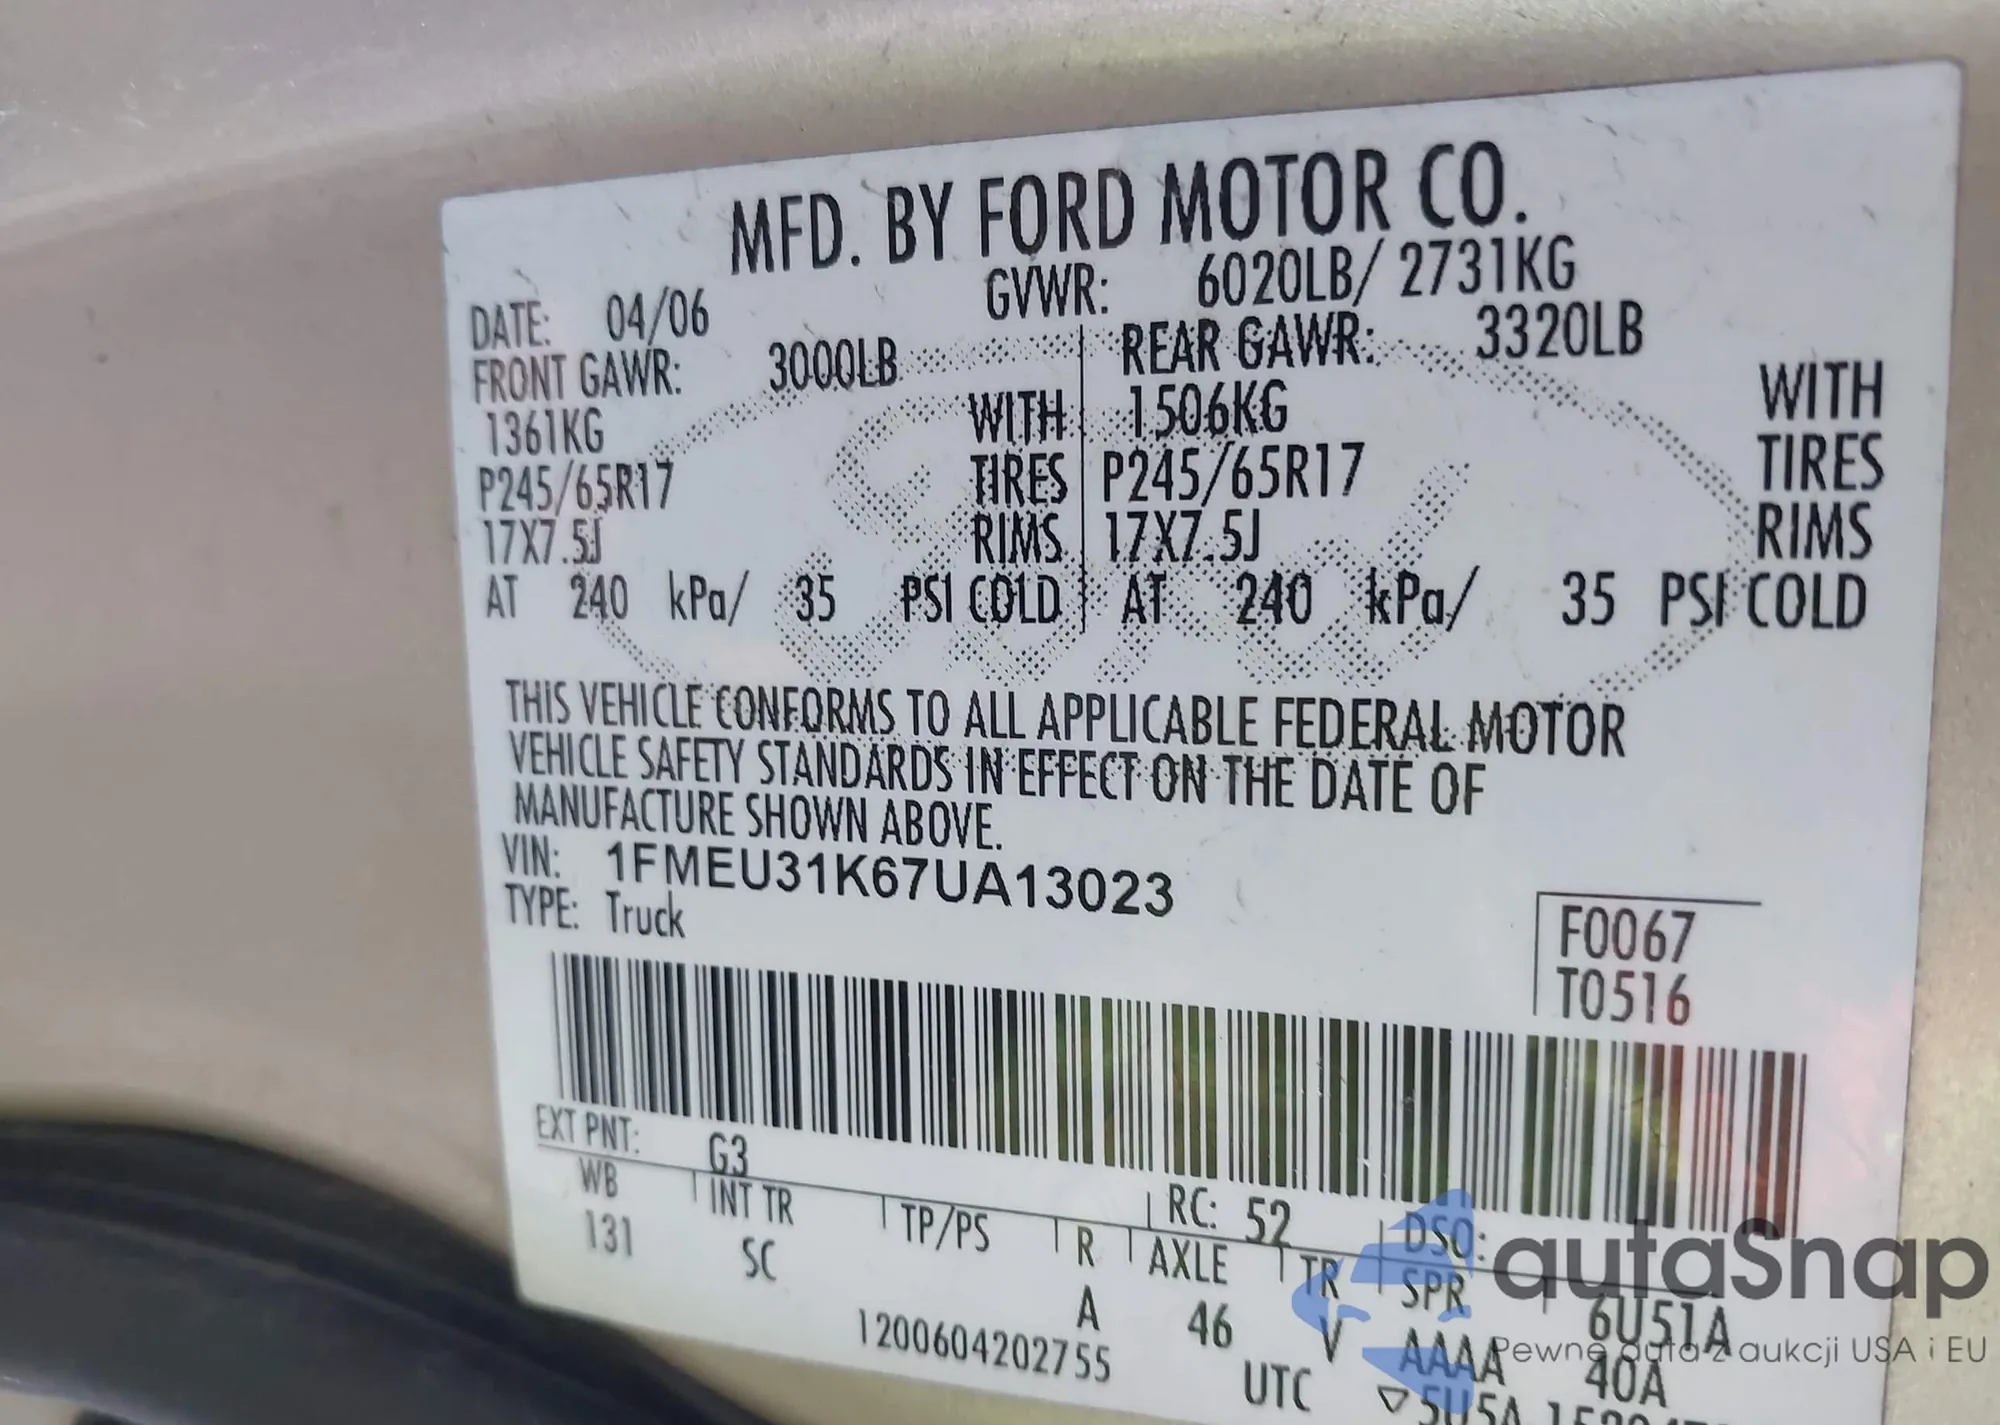 MFD. BY FORD MOTOR CO.
DATE: 04/06 GVWR: 6020LB/ 2731KG
FRONT GAWR: 3000LB REAR GAWR: 3320LB
1361KG WITH 1506KG WITH
P245/65R17 TIRES P245/65R17 TIRES
17X7.5J RIMS 17X7.5J RIMS
AT 240 kPa/ 35 PSI COLD AT 240 kPa/ 35 PSI COLD
THIS VEHICLE CONFORMS TO ALL APPLICABLE FEDERAL MOTOR
VEHICLE SAFETY STANDARDS IN EFFECT ON THE DATE OF
MANUFACTURE SHOWN ABOVE.
VIN: 1FMEU31K67UA13023
TYPE: Truck
F0067
T0516
EXT PNT: G3 RC: 52 DSO:
WB INT TR TP/PS R AXLE TR SPR 6U51A
131 SC A 46 V AAAA 40A
1200604202755 UTC
autaSnap
Pewne auta z aukcji USA i EU